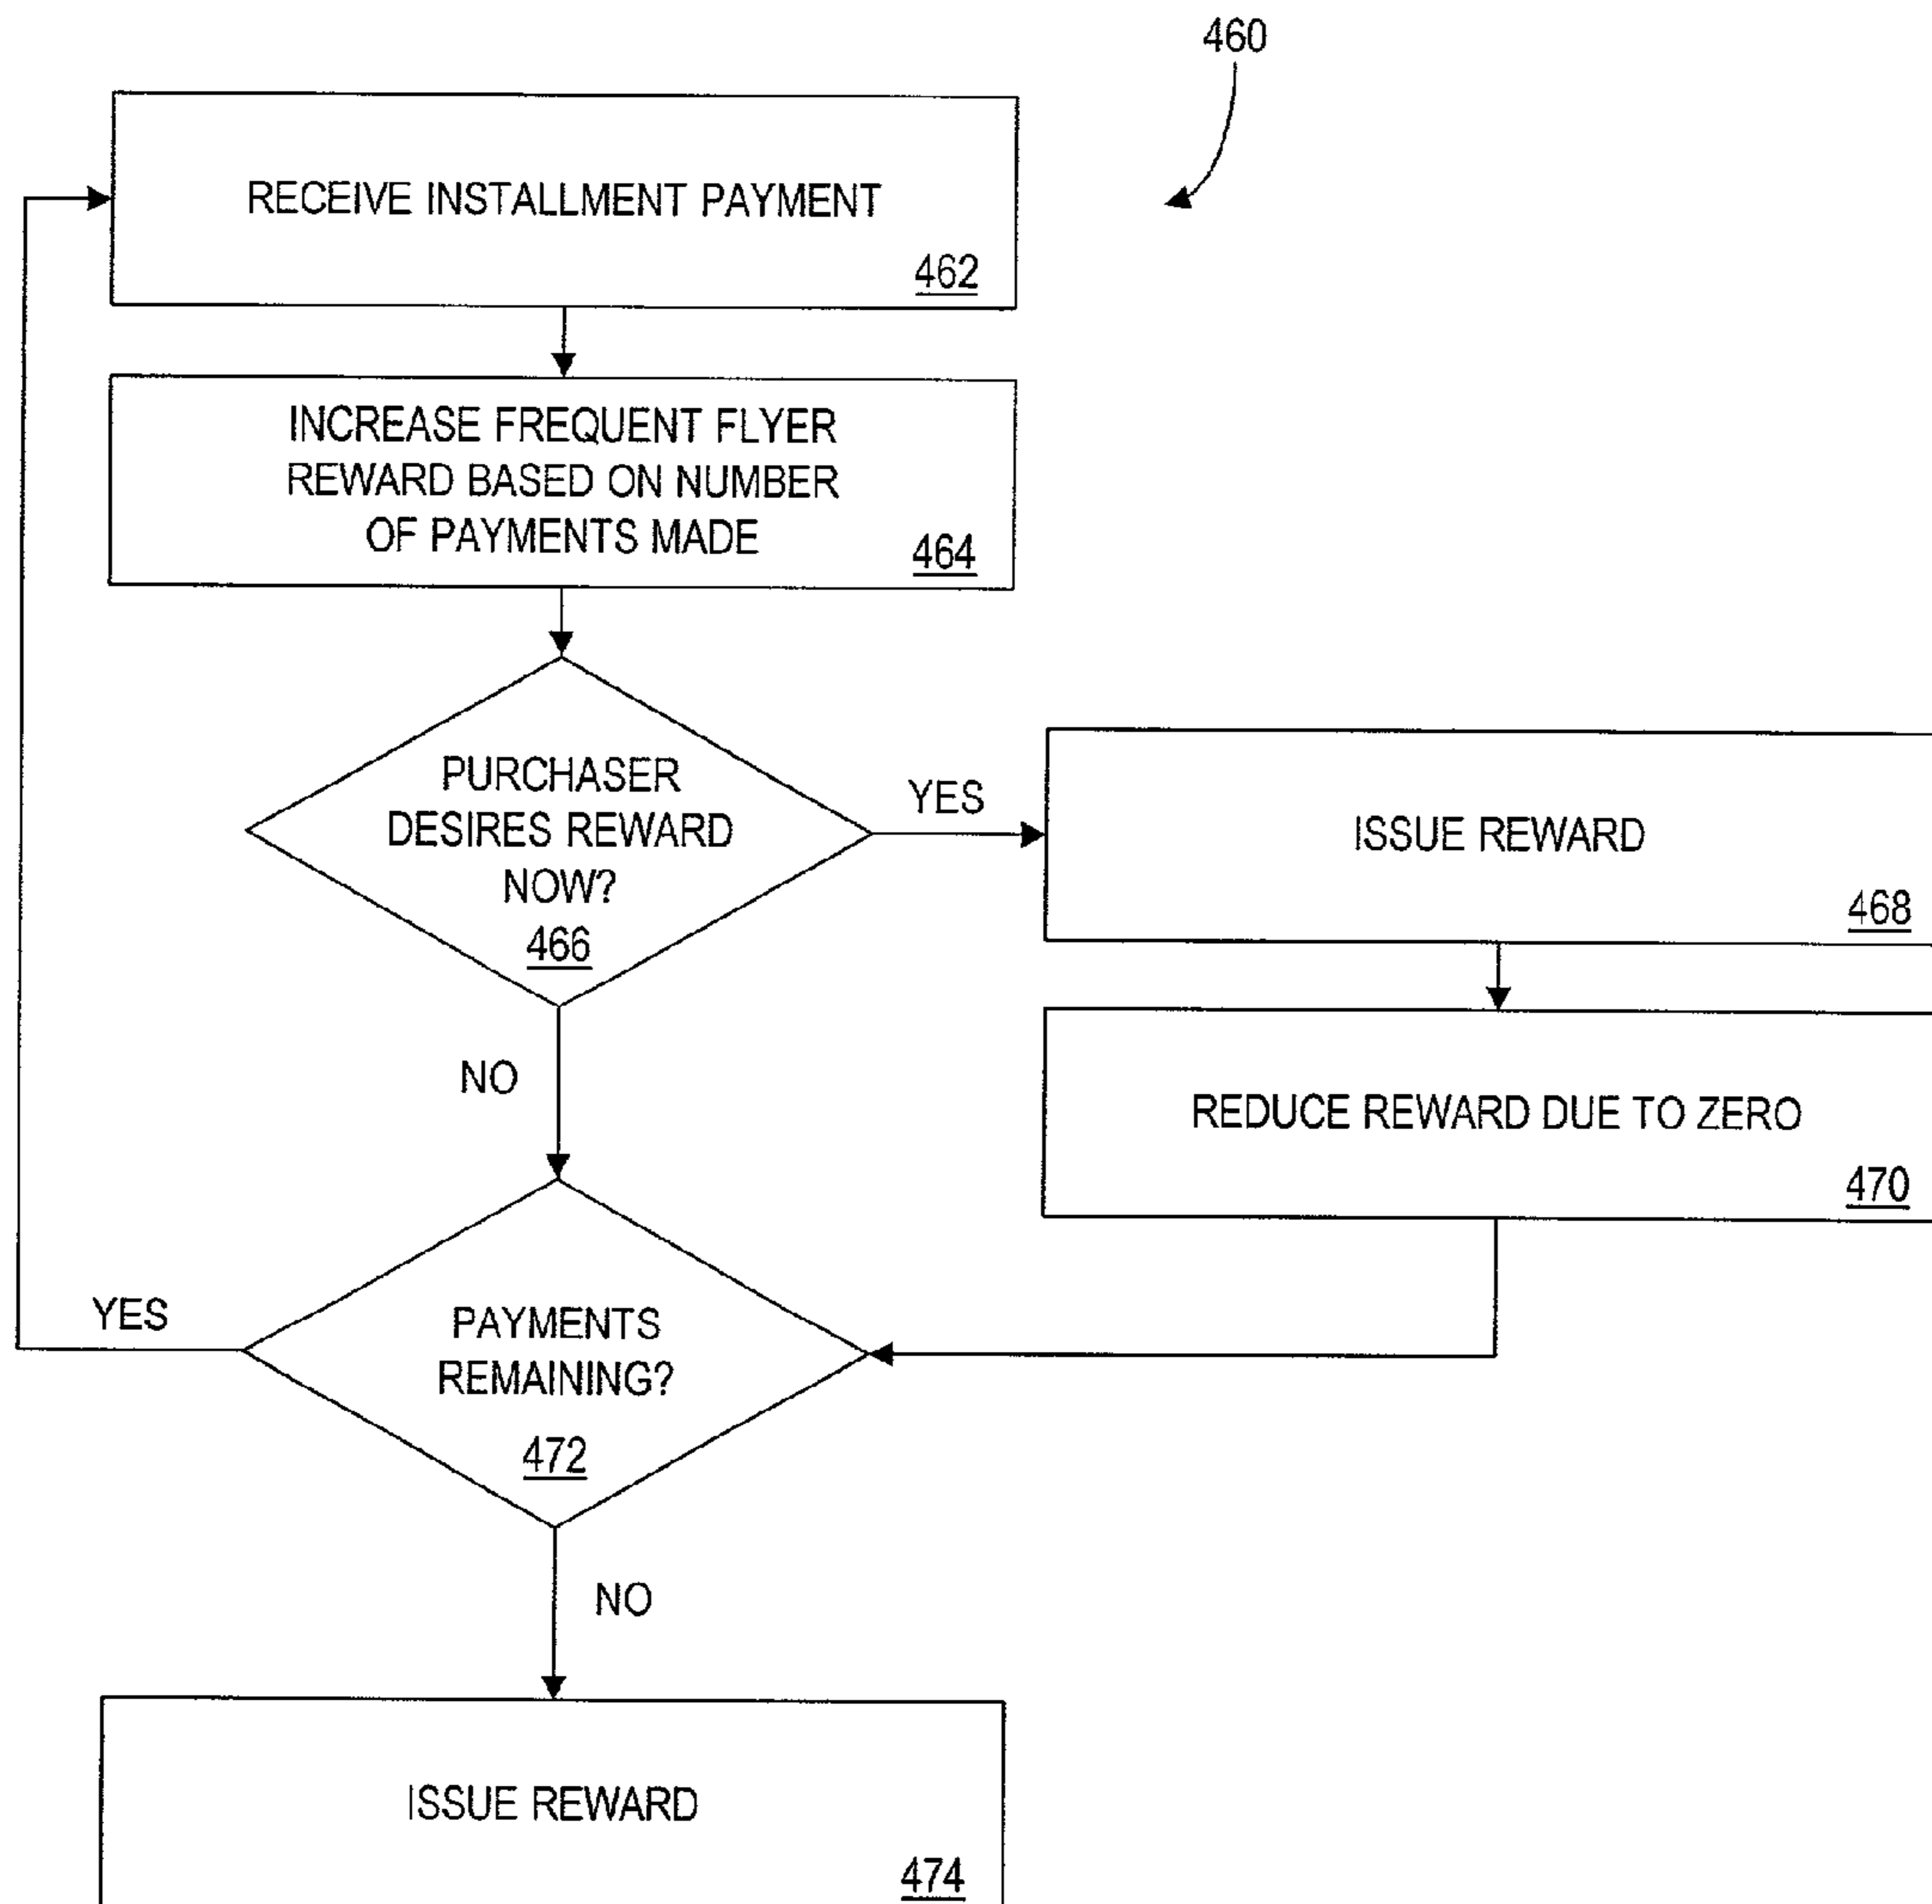 460
RECEIVE INSTALLMENT PAYMENT
462
INCREASE FREQUENT FLYER
REWARD BASED ON NUMBER
OF PAYMENTS MADE
464
PURCHASER
DESIRES REWARD
NOW?
466
YES
ISSUE REWARD
468
NO
REDUCE REWARD DUE TO ZERO
470
YES
PAYMENTS
REMAINING?
472
NO
ISSUE REWARD
474